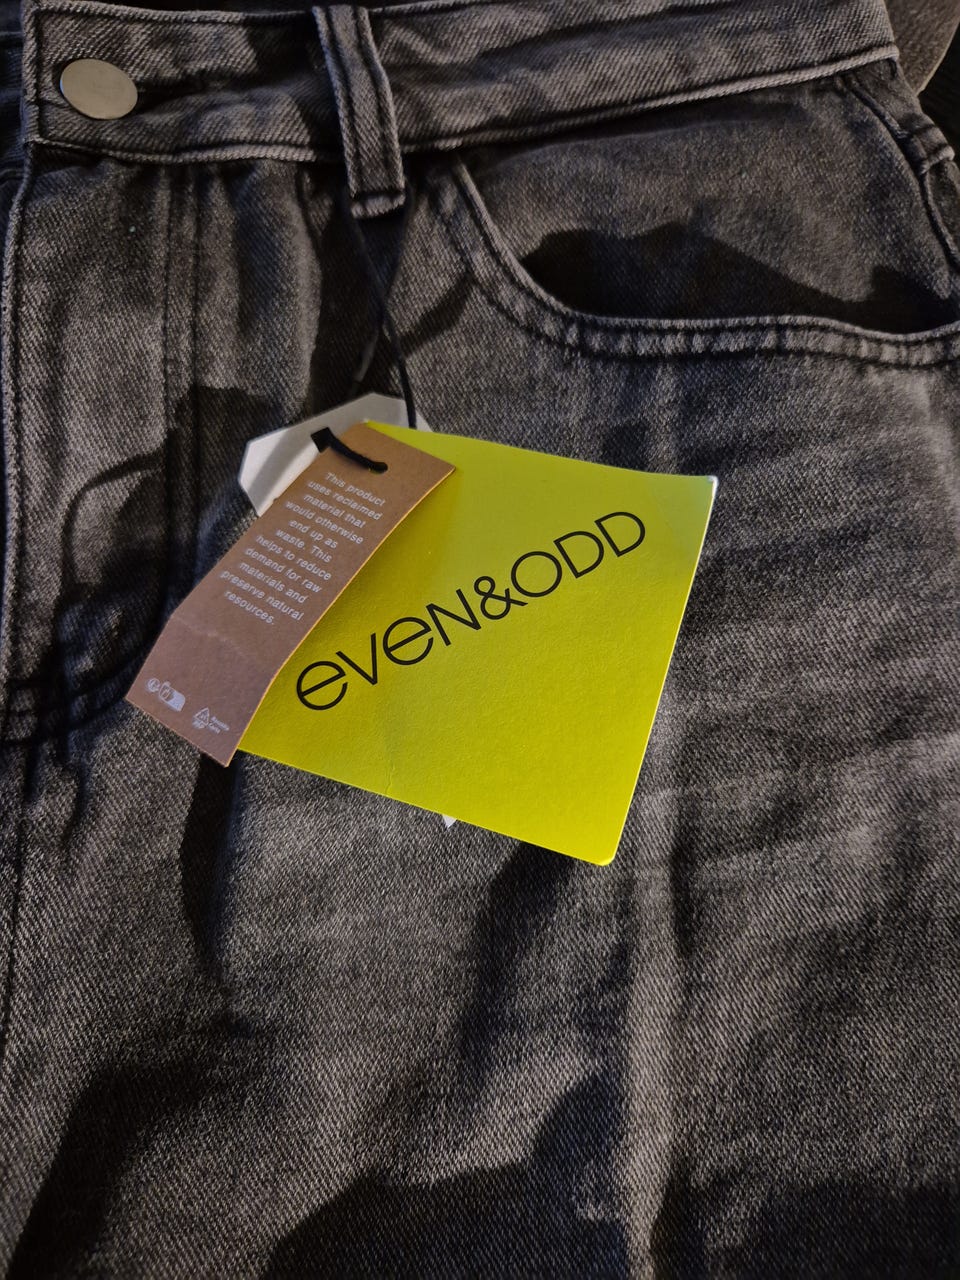 This product
uses reclaimed
material that
would otherwise
end up as
waste. This
helps to reduce
demand for raw
materials and
preserve natural
resources.
eVeN&ODD